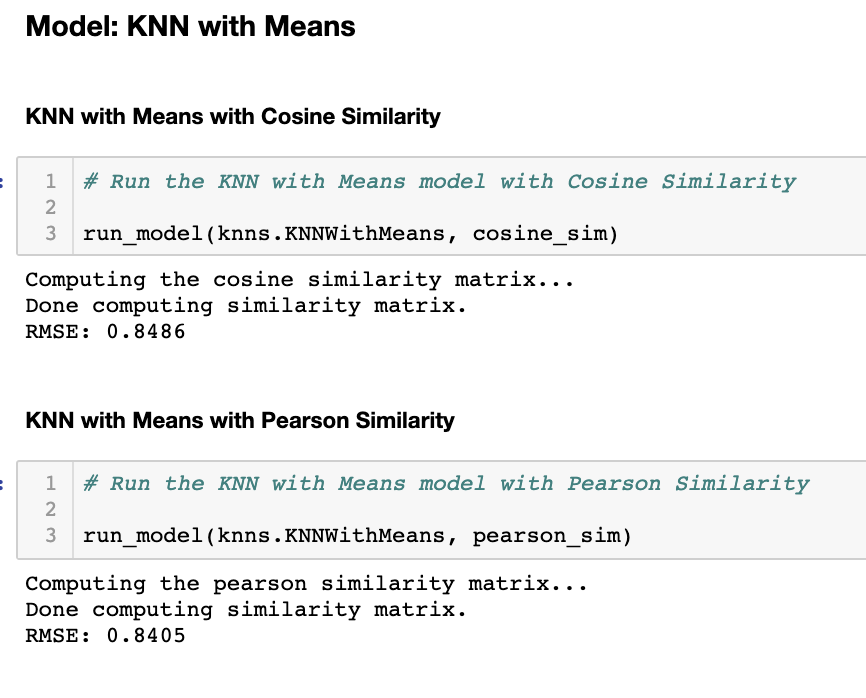 Model: KNN with Means
KNN with Means with Cosine Similarity
:
1 # Run the KNN with Means model with Cosine Similarity
2
3 run_model(knns.KNNWithMeans, cosine_sim)
Computing the cosine similarity matrix...
Done computing similarity matrix.
RMSE: 0.8486
KNN with Means with Pearson Similarity
:
1 # Run the KNN with Means model with Pearson Similarity
2
3 run_model(knns.KNNWithMeans, pearson_sim)
Computing the pearson similarity matrix...
Done computing similarity matrix.
RMSE: 0.8405